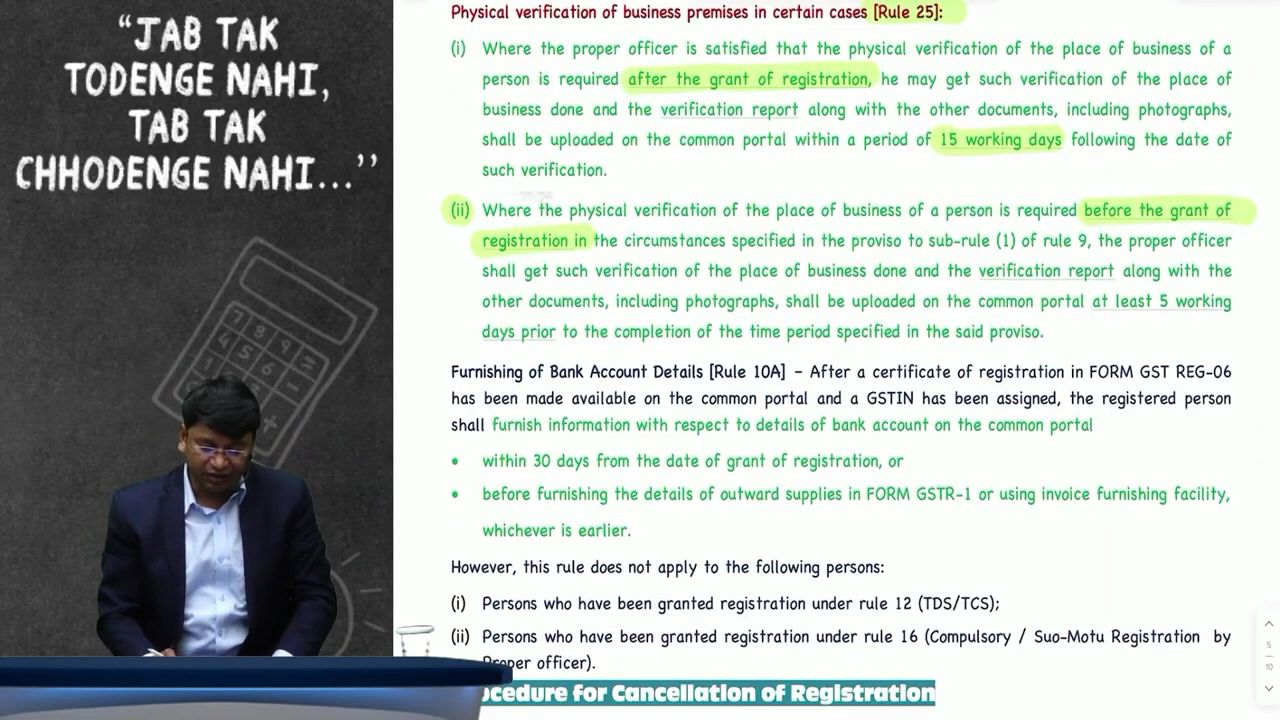 “JAB TAK
TODENGE NAHI,
TAB TAK
CHHODENGE NAHI...’’
Physical verification of business premises in certain cases [Rule 25]:
(i) Where the proper officer is satisfied that the physical verification of the place of business of a
person is required after the grant of registration, he may get such verification of the place of
business done and the verification report along with the other documents, including photographs,
shall be uploaded on the common portal within a period of 15 working days following the date of
such verification.
(ii) Where the physical verification of the place of business of a person is required before the grant of
registration in the circumstances specified in the proviso to sub-rule (1) of rule 9, the proper officer
shall get such verification of the place of business done and the verification report along with the
other documents, including photographs, shall be uploaded on the common portal at least 5 working
days prior to the completion of the time period specified in the said proviso.
Furnishing of Bank Account Details [Rule 10A] – After a certificate of registration in FORM GST REG-06
has been made available on the common portal and a GSTIN has been assigned, the registered person
shall furnish information with respect to details of bank account on the common portal
• within 30 days from the date of grant of registration, or
• before furnishing the details of outward supplies in FORM GSTR-1 or using invoice furnishing facility,
whichever is earlier.
However, this rule does not apply to the following persons:
(i) Persons who have been granted registration under rule 12 (TDS/TCS);
(ii) Persons who have been granted registration under rule 16 (Compulsory / Suo-Motu Registration by
Proper officer).
ocedure for Cancellation of Registration
5
10